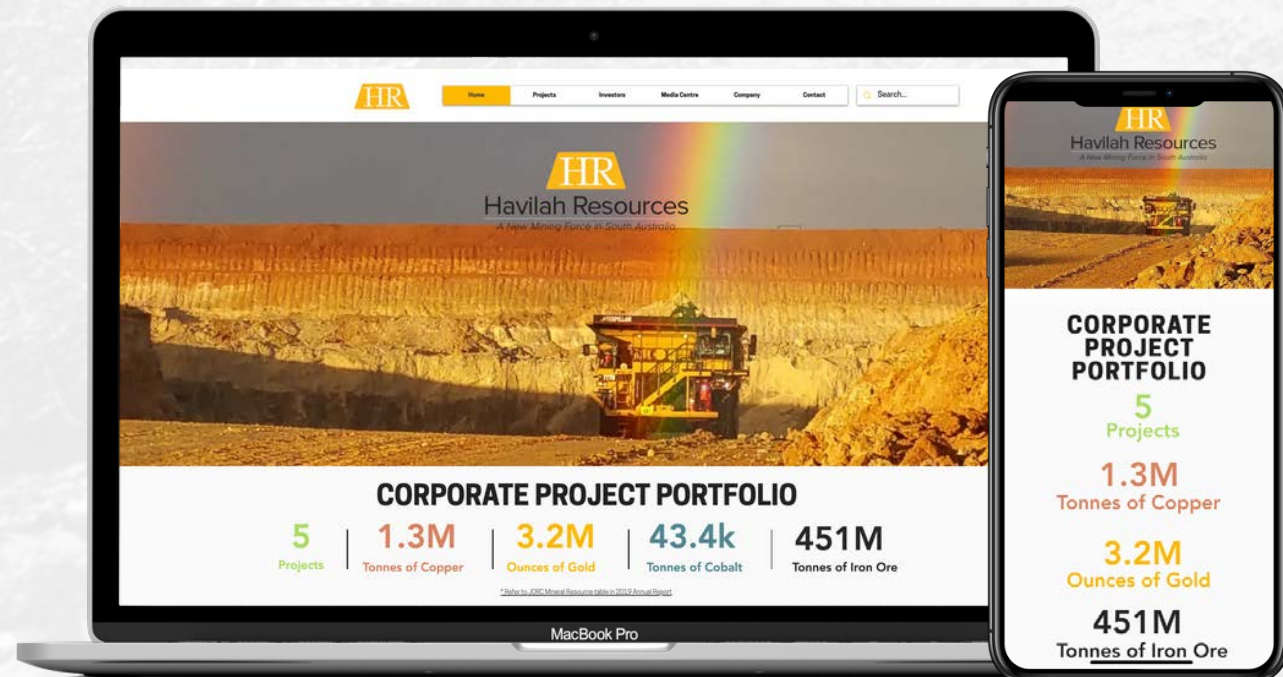 HR
Home Projects Investors Media Centre Company Contact Search...
HR
Havilah Resources
A New Mining Force in South Australia
CATERPILLAR
CORPORATE PROJECT PORTFOLIO
5 1.3M 3.2M 43.4k 451M
Projects Tonnes of Copper Ounces of Gold Tonnes of Cobalt Tonnes of Iron Ore
* Refer to JORC Mineral Resource table in 2019 Annual Report
MacBook Pro
HR
Havilah Resources
A New Mining Force in South Australia
CORPORATE
PROJECT
PORTFOLIO
5
Projects
1.3M
Tonnes of Copper
3.2M
Ounces of Gold
451M
Tonnes of Iron Ore